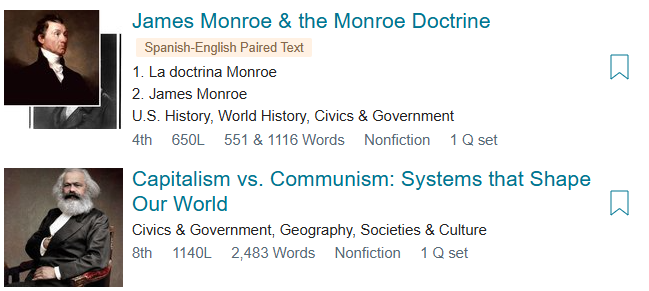 James Monroe & the Monroe Doctrine
Spanish-English Paired Text
1. La doctrina Monroe
2. James Monroe
U.S. History, World History, Civics & Government
4th 650L 551 & 1116 Words Nonfiction 1 Q set
Capitalism vs. Communism: Systems that Shape
Our World
Civics & Government, Geography, Societies & Culture
8th 1140L 2,483 Words Nonfiction 1 Q set